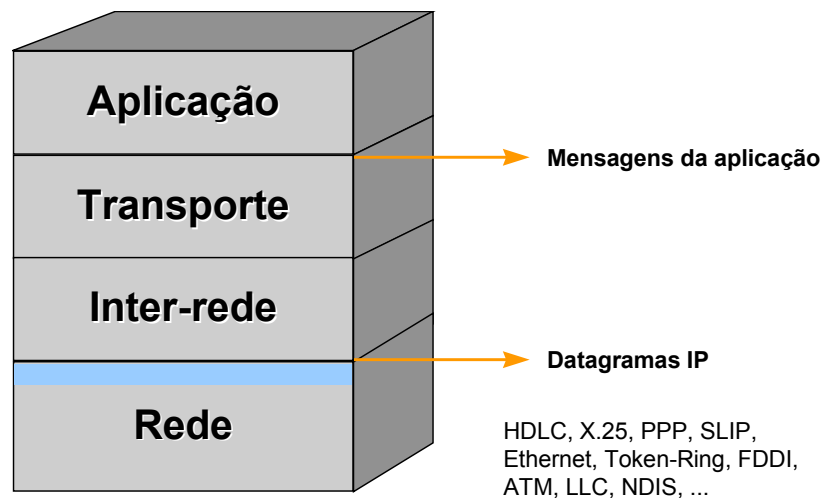 Aplicação
Mensagens da aplicação
Transporte
Inter-rede
Datagramas IP
Rede
HDLC, X.25, PPP, SLIP,
Ethernet, Token-Ring, FDDI,
ATM, LLC, NDIS, ...